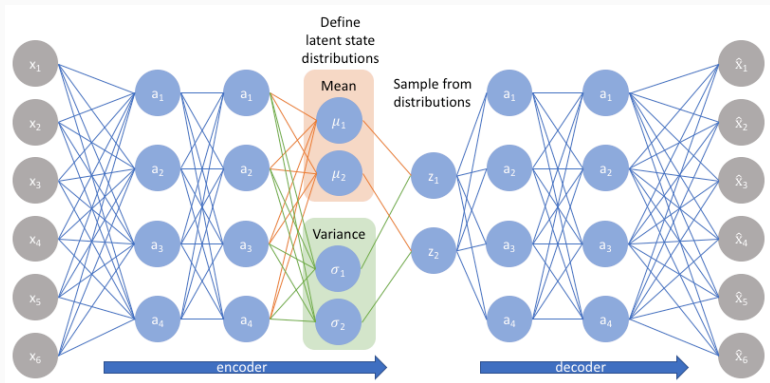 Define
latent state
distributions
Mean
Sample from
distributions
Variance
x₁
x₂
x₃
x₄
x₅
x₆
a₁
a₂
a₃
a₄
a₁
a₂
a₃
a₄
μ₁
μ₂
σ₁
σ₂
z₁
z₂
a₁
a₂
a₃
a₄
a₁
a₂
a₃
a₄
x̂₁
x̂₂
x̂₃
x̂₄
x̂₅
x̂₆
encoder
decoder